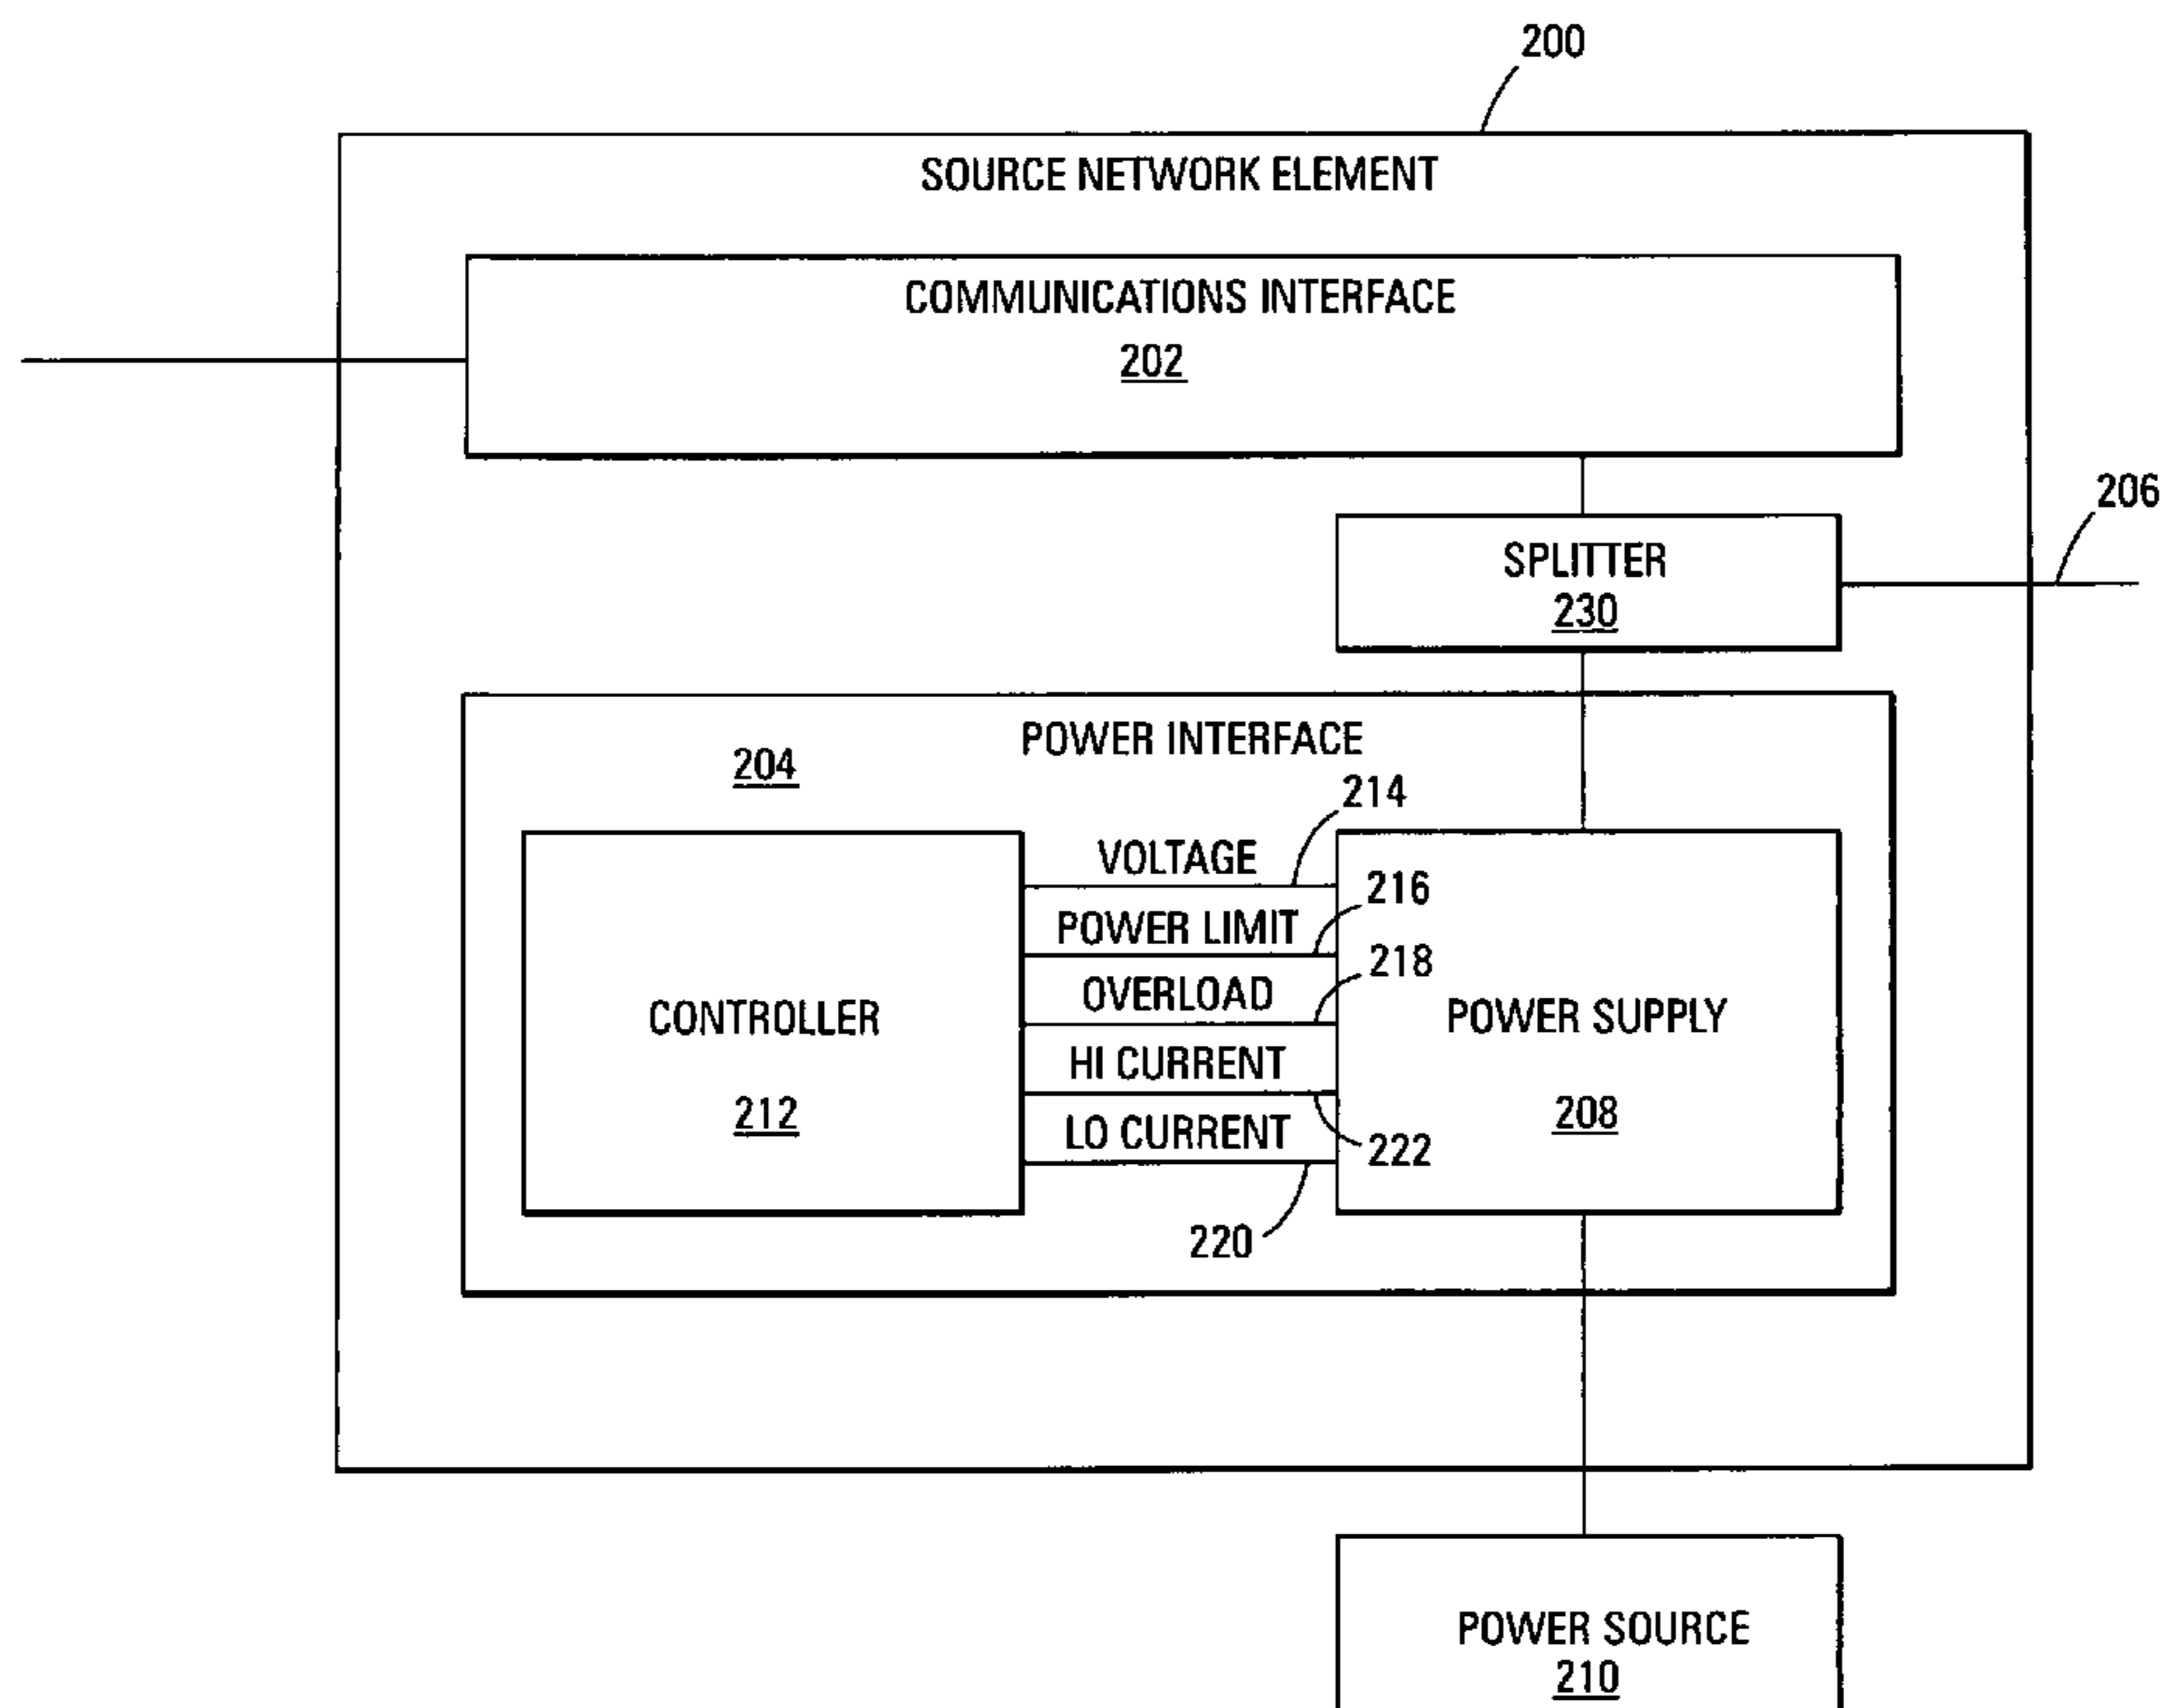 200
SOURCE NETWORK ELEMENT
COMMUNICATIONS INTERFACE
202
206
SPLITTER
230
POWER INTERFACE
204
214
VOLTAGE
216
POWER LIMIT
218
OVERLOAD
CONTROLLER
POWER SUPPLY
HI CURRENT
212
208
LO CURRENT
222
220
POWER SOURCE
210